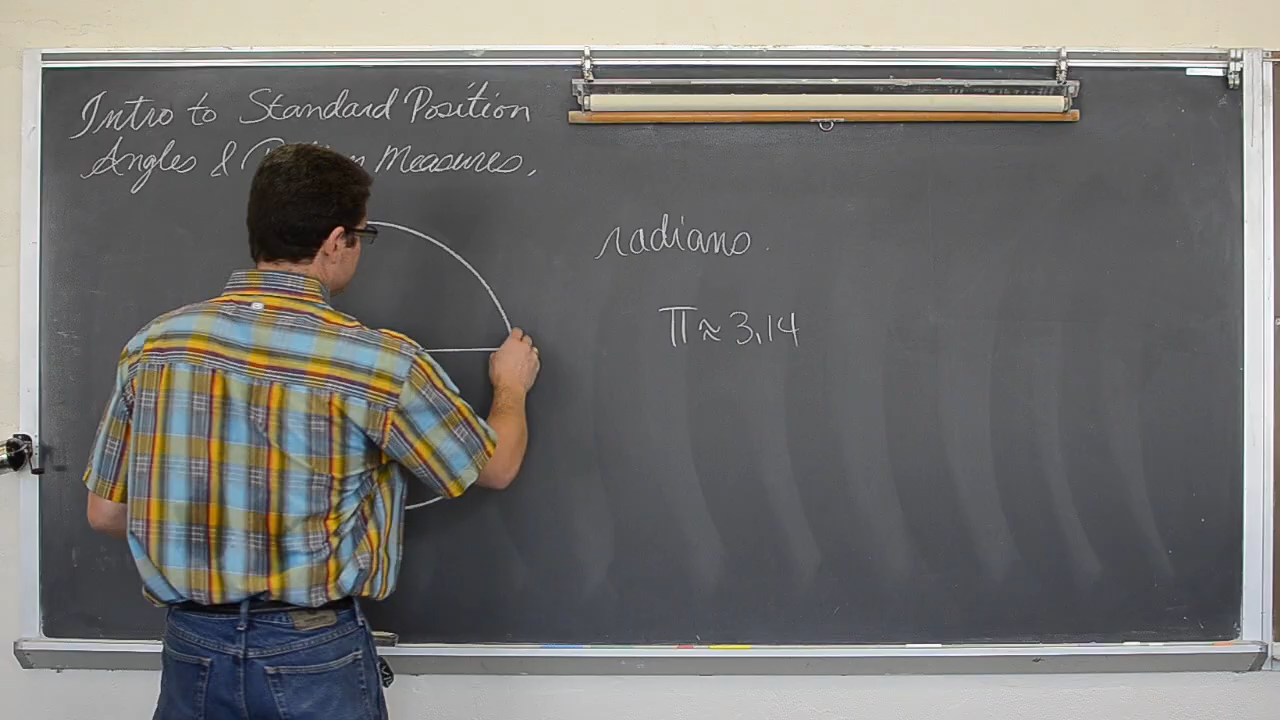 Intro to Standard Position
Angles & Measures,
radians
π ≈ 3.14